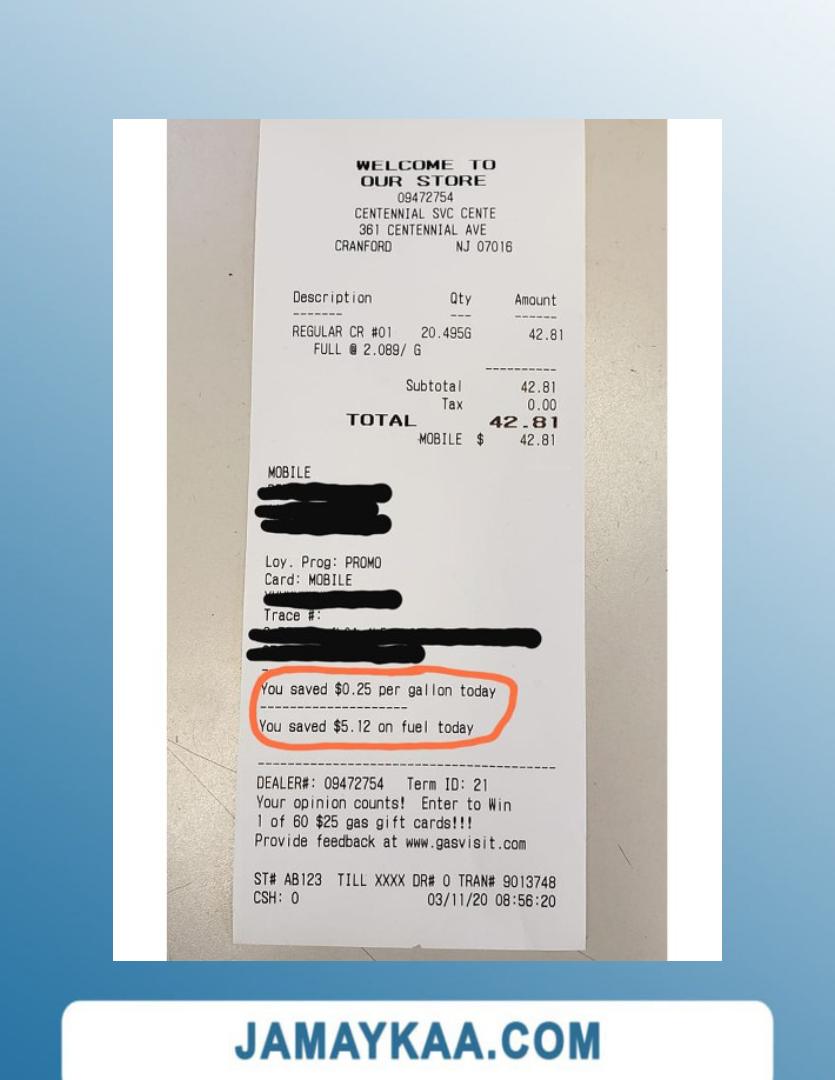 WELCOME TO
OUR STORE
09472754
CENTENNIAL SVC CENTE
361 CENTENNIAL AVE
CRANFORD NJ 07016
Description Qty Amount
------- --- ------
REGULAR CR #01 20.495G 42.81
FULL @ 2.089/ G
----------
Subtotal 42.81
Tax 0.00
TOTAL 42.81
MOBILE $ 42.81
MOBILE
Loy. Prog: PROMO
Card: MOBILE
Trace #:
You saved $0.25 per gallon today
--------------------
You saved $5.12 on fuel today
----------------------------------------
DEALER#: 09472754 Term ID: 21
Your opinion counts! Enter to Win
1 of 60 $25 gas gift cards!!!
Provide feedback at www.gasvisit.com
ST# AB123 TILL XXXX DR# 0 TRAN# 9013748
CSH: 0 03/11/20 08:56:20
JAMAYKAA.COM